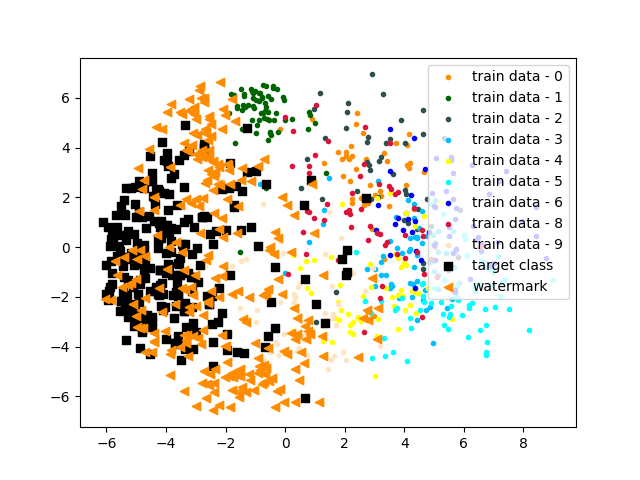 train data - 0
train data - 1
train data - 2
train data - 3
train data - 4
train data - 5
train data - 6
train data - 8
train data - 9
target class
watermark
6
4
2
0
−2
−4
−6
−6 −4 −2 0 2 4 6 8